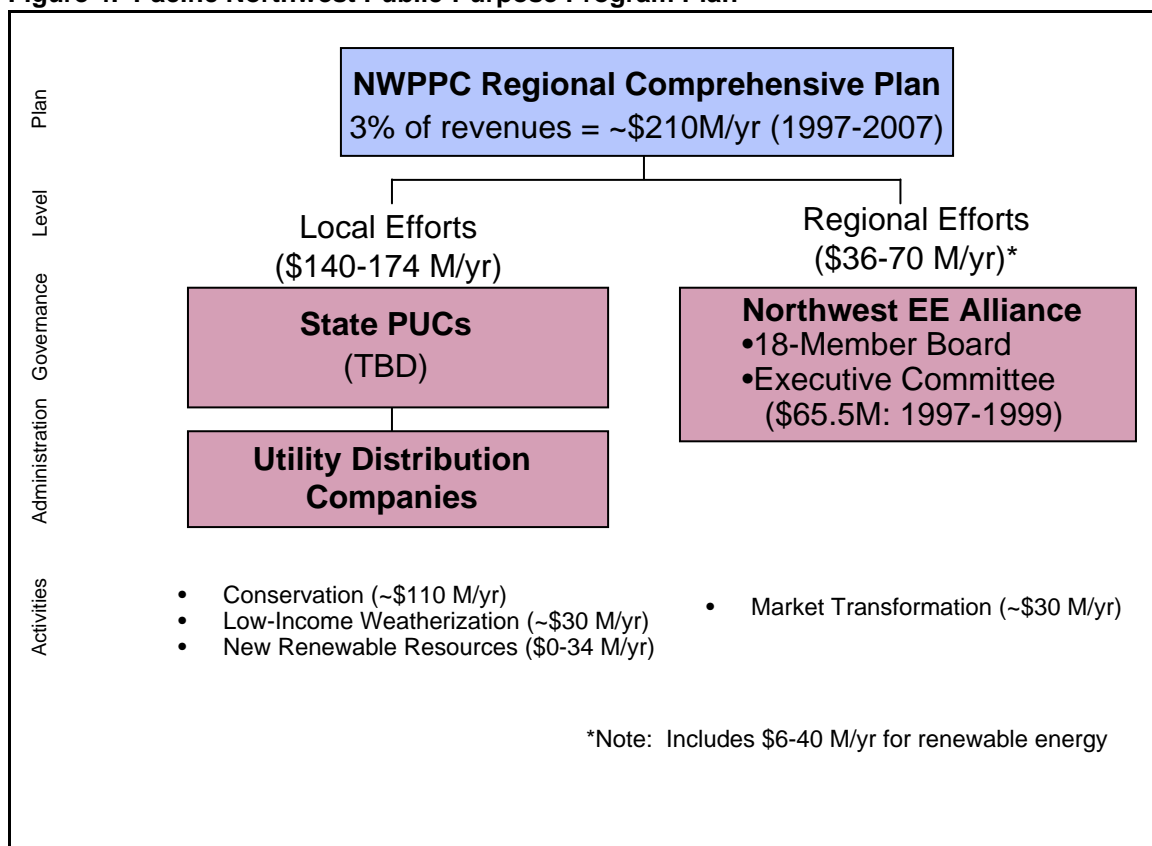 Figure 4. Pacific Northwest Public Purpose Program Plan
Plan
NWPPC Regional Comprehensive Plan
3% of revenues = ~$210M/yr (1997-2007)
Level
Local Efforts
($140-174 M/yr)
Regional Efforts
($36-70 M/yr)*
Governance
State PUCs
(TBD)
Northwest EE Alliance
•18-Member Board
•Executive Committee
($65.5M: 1997-1999)
Administration
Utility Distribution
Companies
Activities
• Conservation (~$110 M/yr)
• Low-Income Weatherization (~$30 M/yr)
• New Renewable Resources ($0-34 M/yr)
• Market Transformation (~$30 M/yr)
*Note: Includes $6-40 M/yr for renewable energy